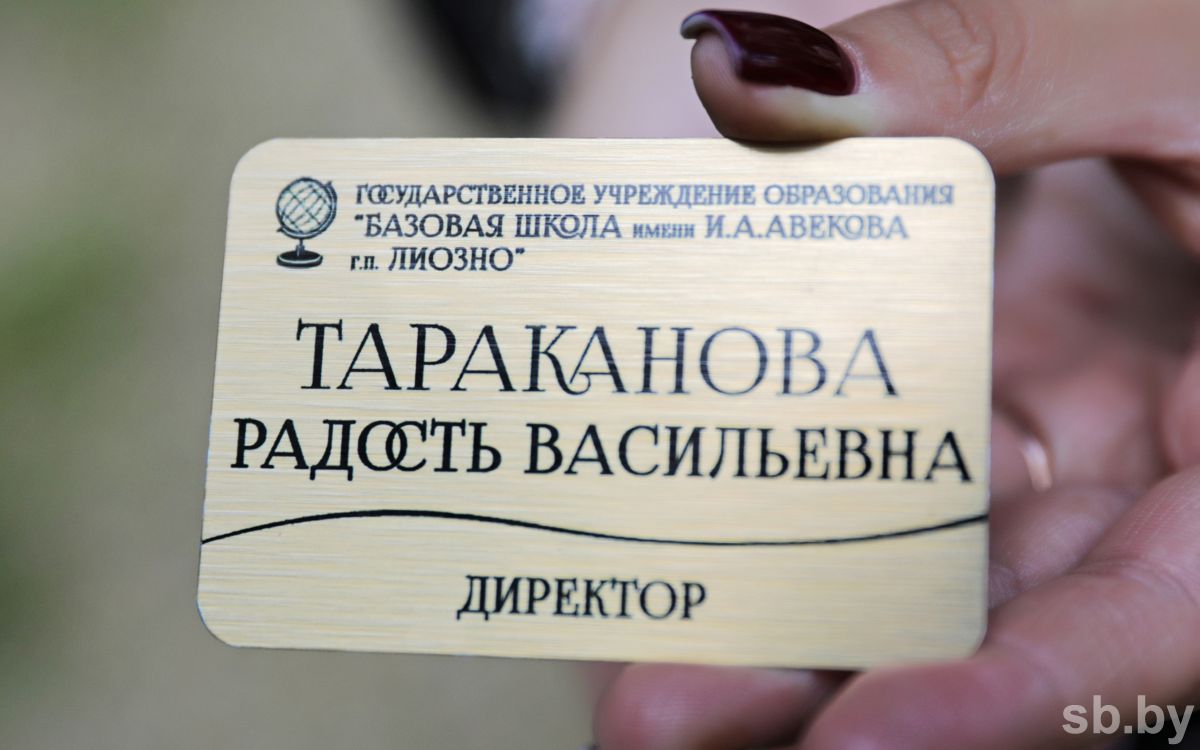 ГОСУДАРСТВЕННОЕ УЧРЕЖДЕНИЕ ОБРАЗОВАНИЯ
"БАЗОВАЯ ШКОЛА ИМЕНИ И.А.АВЕКОВА
Г.П. ЛИОЗНО"
ТАРАКАНОВА
РАДОСТЬ ВАСИЛЬЕВНА
ДИРЕКТОР
sb.by